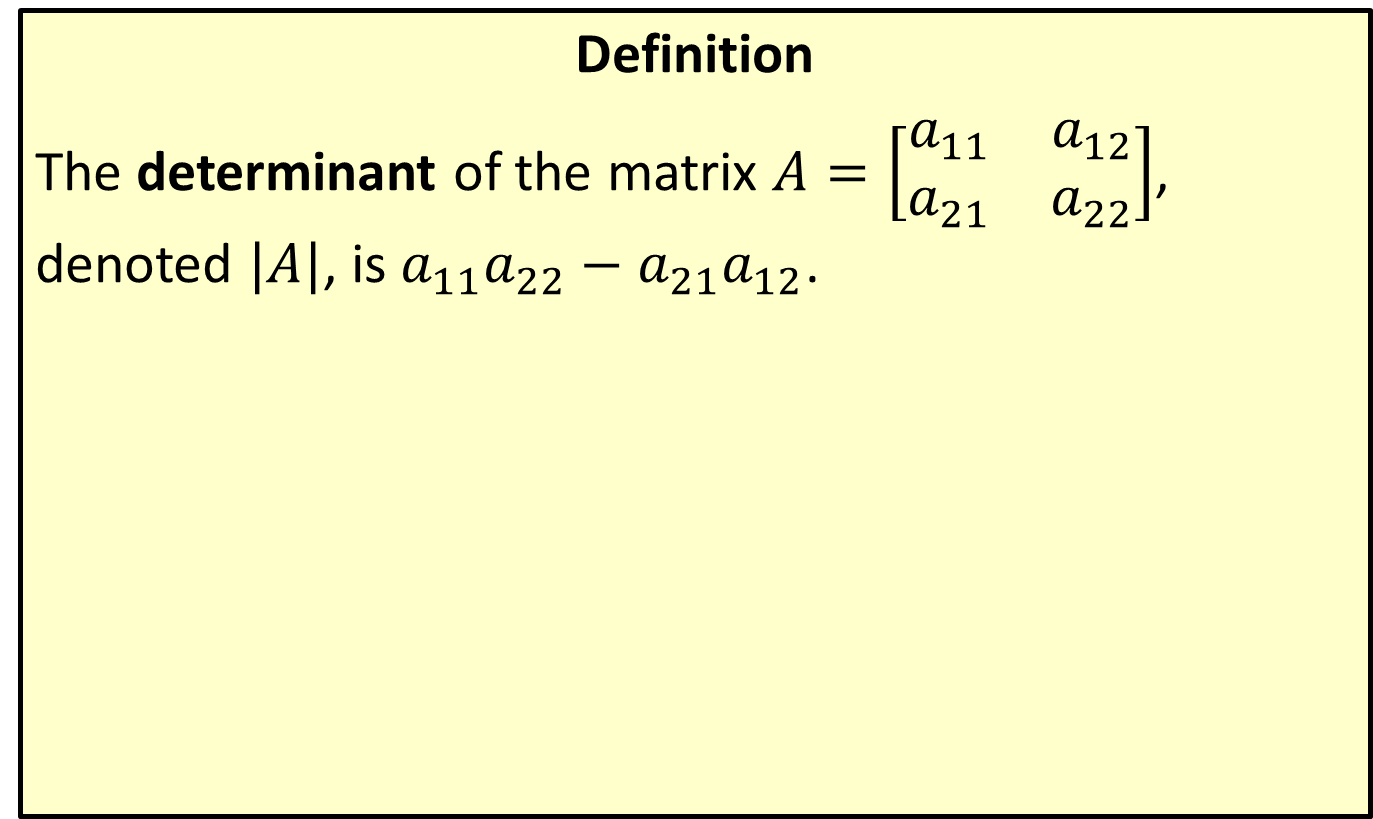 Definition
The determinant of the matrix A = [a₁₁ a₁₂
a₂₁ a₂₂],
denoted |A|, is a₁₁a₂₂ − a₂₁a₁₂.